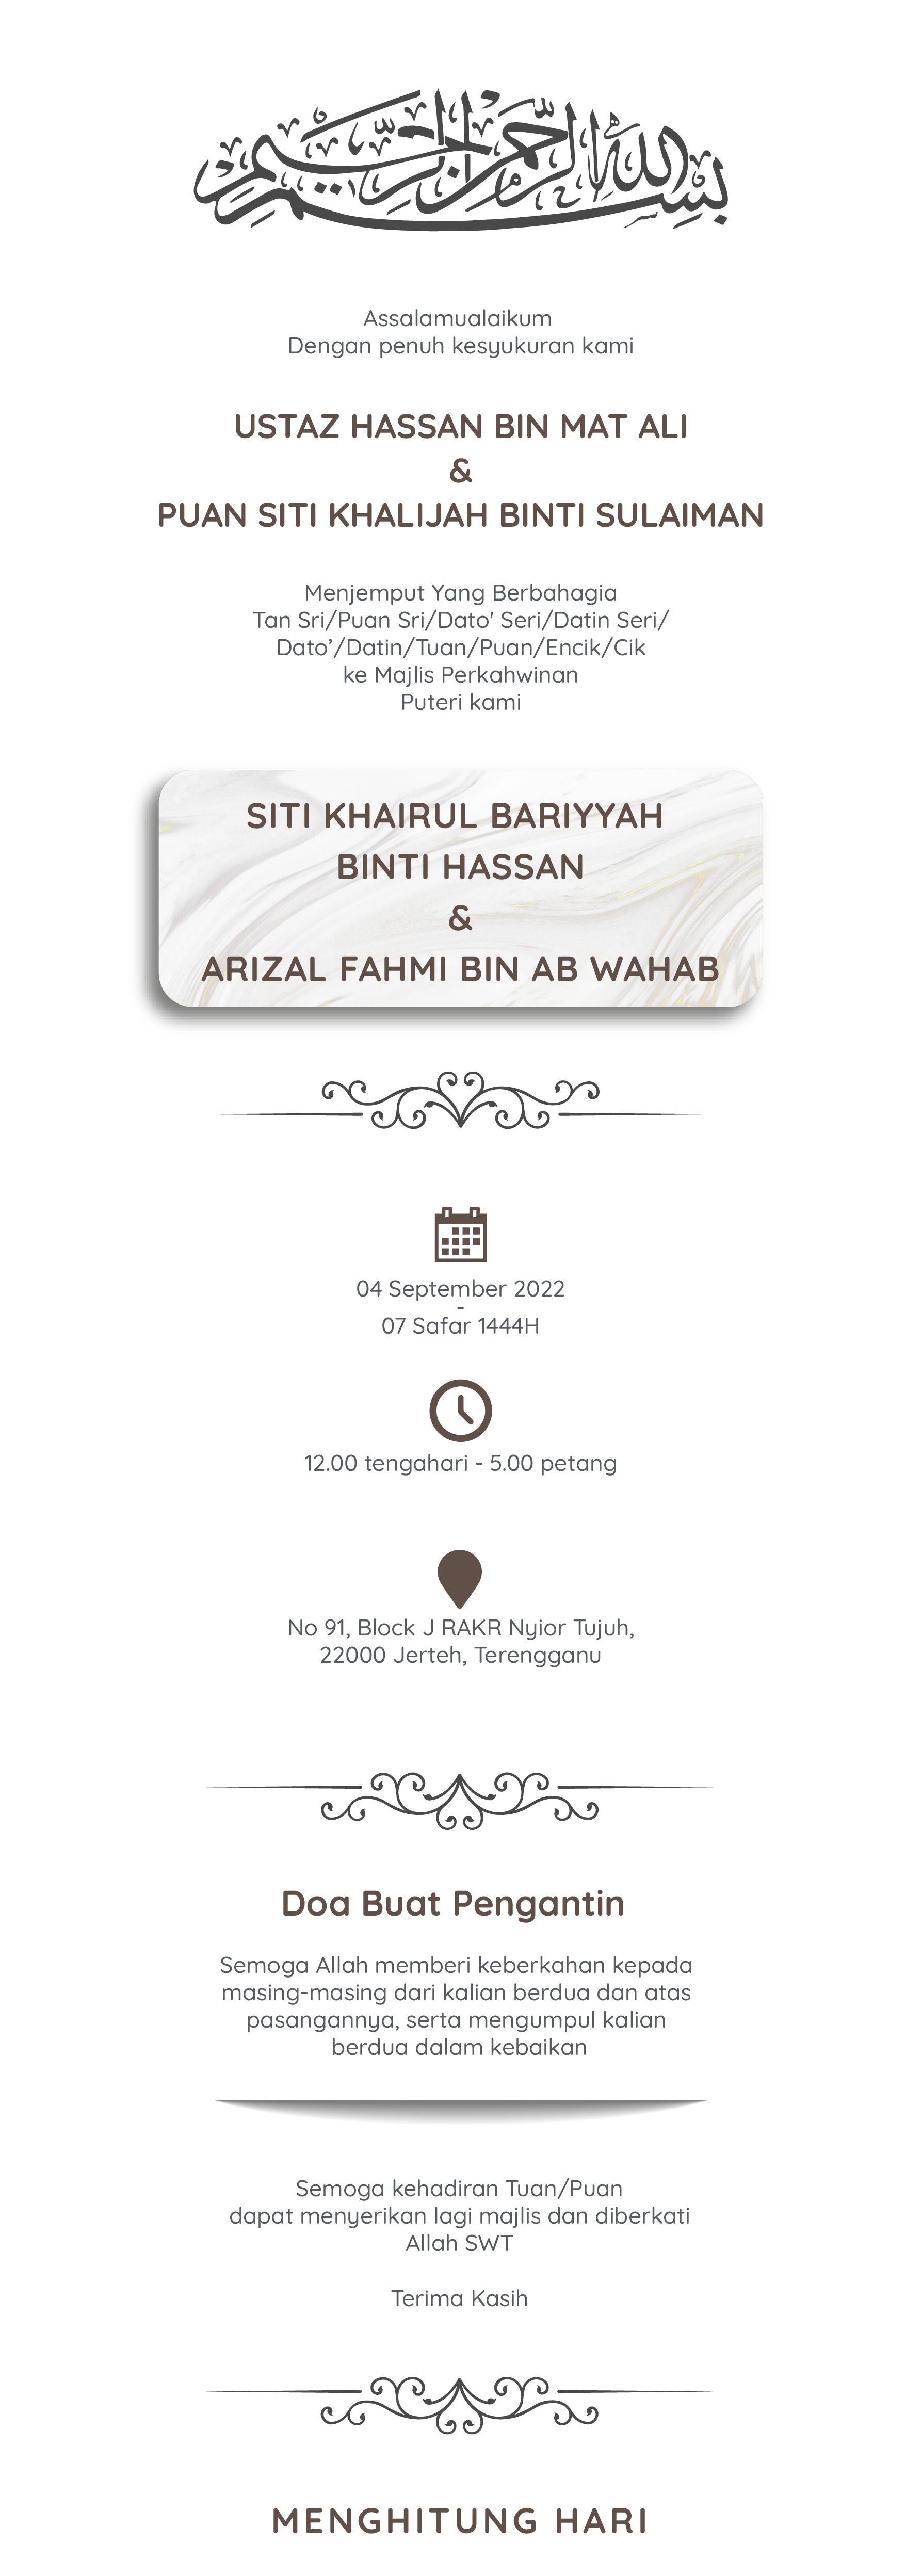 بِسْمِ اللهِ الرَّحْمٰنِ الرَّحِيْمِ
Assalamualaikum
Dengan penuh kesyukuran kami
USTAZ HASSAN BIN MAT ALI
&
PUAN SITI KHALIJAH BINTI SULAIMAN
Menjemput Yang Berbahagia
Tan Sri/Puan Sri/Dato' Seri/Datin Seri/
Dato’/Datin/Tuan/Puan/Encik/Cik
ke Majlis Perkahwinan
Puteri kami
SITI KHAIRUL BARIYYAH
BINTI HASSAN
&
ARIZAL FAHMI BIN AB WAHAB
04 September 2022
-
07 Safar 1444H
12.00 tengahari - 5.00 petang
No 91, Block J RAKR Nyior Tujuh,
22000 Jerteh, Terengganu
Doa Buat Pengantin
Semoga Allah memberi keberkahan kepada
masing-masing dari kalian berdua dan atas
pasangannya, serta mengumpul kalian
berdua dalam kebaikan
Semoga kehadiran Tuan/Puan
dapat menyerikan lagi majlis dan diberkati
Allah SWT
Terima Kasih
MENGHITUNG HARI